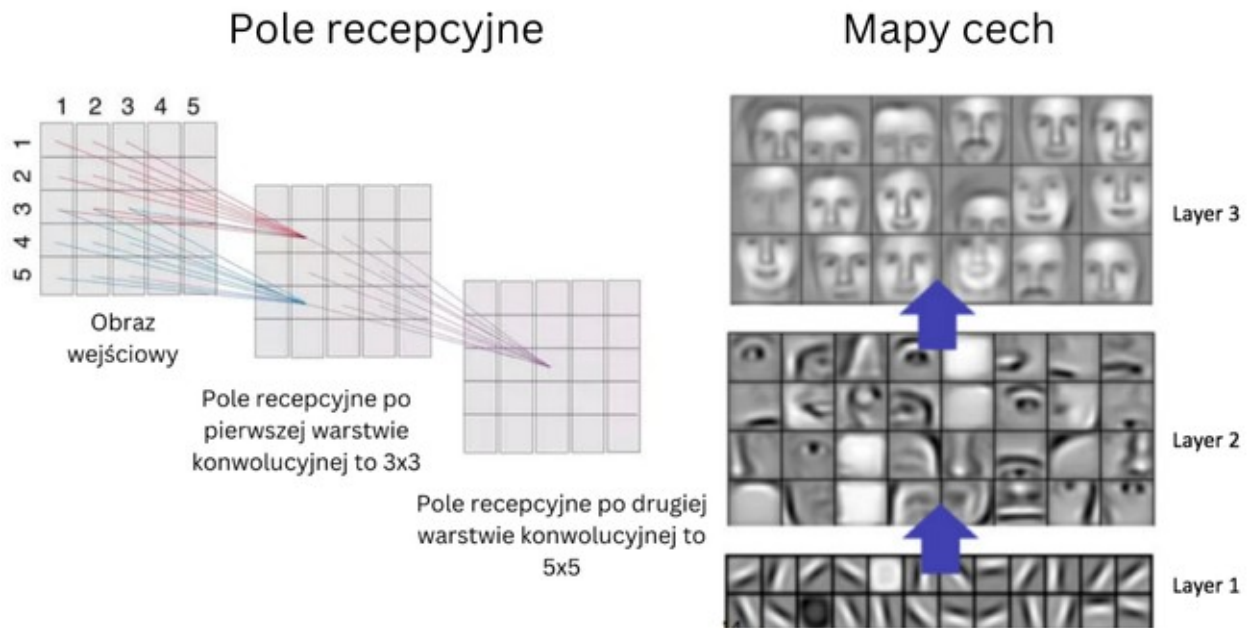 Pole recepcyjne
1 2 3 4 5
1
2
3
4
5
Obraz
wejściowy
Pole recepcyjne po
pierwszej warstwie
konwolucyjnej to 3x3
Pole recepcyjne po drugiej
warstwie konwolucyjnej to
5x5
Mapy cech
Layer 3
Layer 2
Layer 1